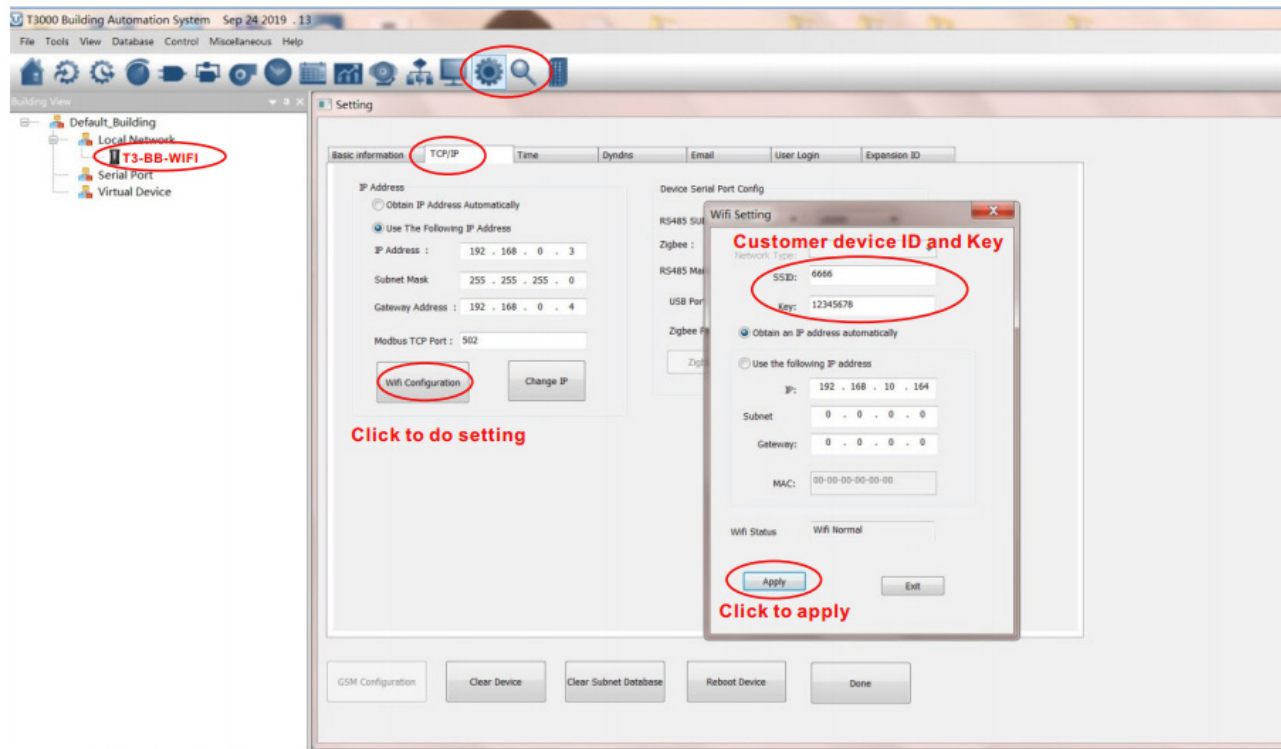 T3000 Building Automation System Sep 24 2019 . 13
File Tools View Database Control Miscellaneous Help
Building View
Default_Building
Local Network
T3-BB-WIFI
Serial Port
Virtual Device
Setting
Basic information TCP/IP Time Dyndns Email User Login Expansion IO
IP Address
Obtain IP Address Automatically
Use The Following IP Address
IP Address : 192 . 168 . 0 . 3
Subnet Mask 255 . 255 . 255 . 0
Gateway Address : 192 . 168 . 0 . 4
Modbus TCP Port : 502
Wifi Configuration Change IP
Click to do setting
Device Serial Port Config
RS485
Zigbee :
RS485
USB
Zigbee
Wifi Setting X
Customer device ID and Key
Network Type:
SSID: 6666
Key: 12345678
Obtain an IP address automatically
Use the following IP address
IP: 192 . 168 . 10 . 164
Subnet 0 . 0 . 0 . 0
Gateway: 0 . 0 . 0 . 0
MAC: 00-00-00-00-00-00
Wifi Status Wifi Normal
Apply Exit
Click to apply
GSM Configuration Clear Device Clear Subnet Database Reboot Device Done